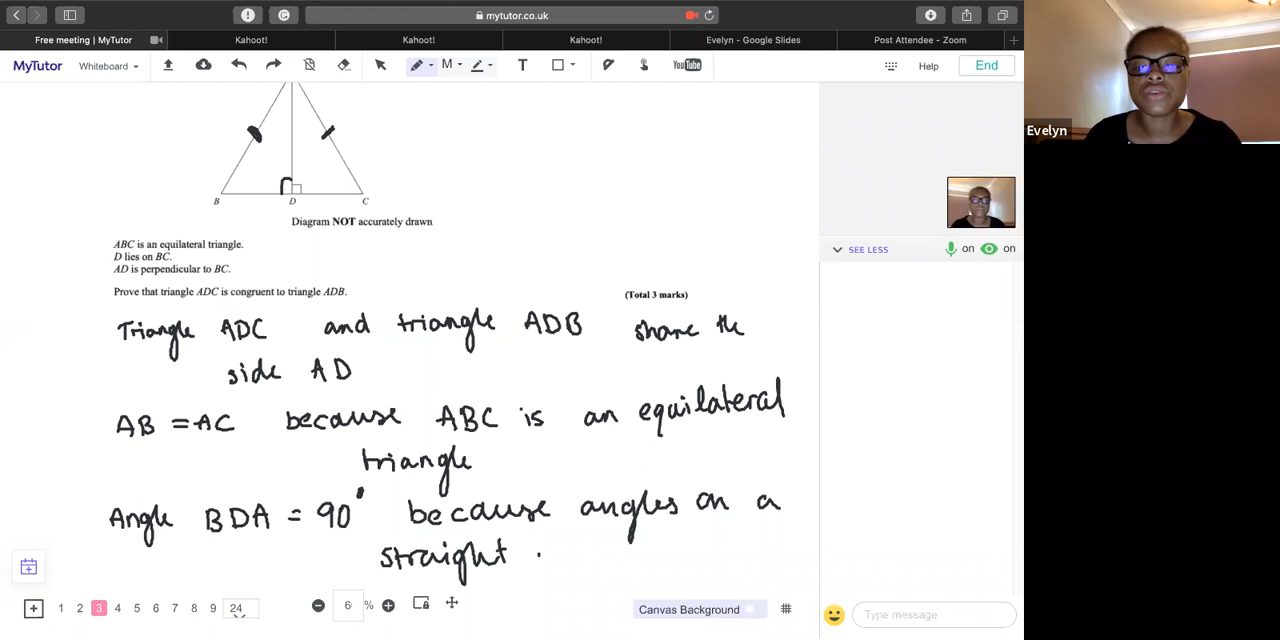 mytutor.co.uk
Free meeting | MyTutor
Kahoot!
Kahoot!
Kahoot!
Evelyn - Google Slides
Post Attendee - Zoom
MyTutor
Whiteboard
M
T
YouTube
Help
End
Evelyn
B
D
C
Diagram NOT accurately drawn
ABC is an equilateral triangle.
D lies on BC.
AD is perpendicular to BC.
Prove that triangle ADC is congruent to triangle ADB.
(Total 3 marks)
Triangle ADC and triangle ADB share the
side AD
AB = AC because ABC is an equilateral
triangle
Angle BDA = 90° because angles on a
straight
SEE LESS
on
on
1 2 3 4 5 6 7 8 9 24
6 %
Canvas Background
Type message